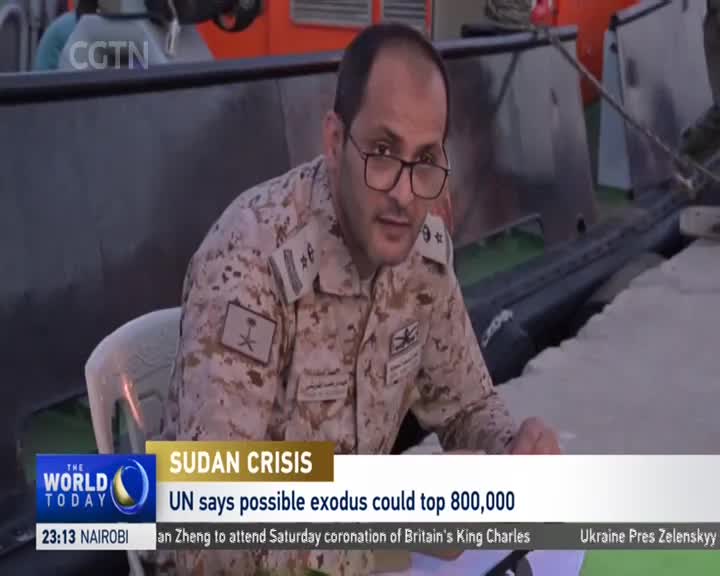 CGTN
SUDAN CRISIS
UN says possible exodus could top 800,000
THE
WORLD
TODAY
23:13 NAIROBI
an Zheng to attend Saturday coronation of Britain's King Charles Ukraine Pres Zelenskyy